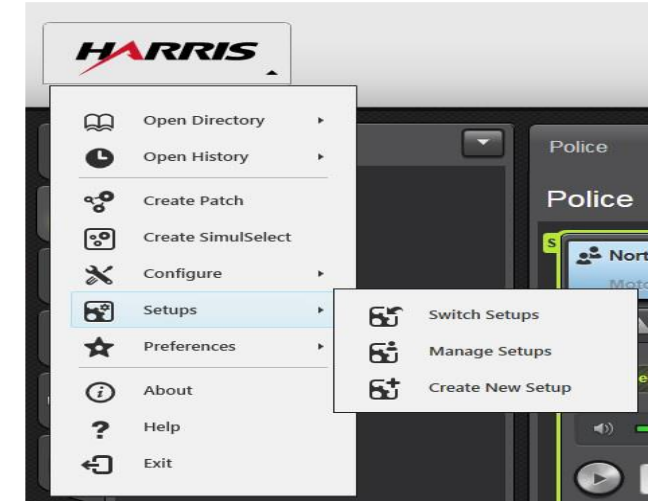 HARRIS
Open Directory
Open History
Create Patch
Create SimulSelect
Configure
Setups
Preferences
About
Help
Exit
Switch Setups
Manage Setups
Create New Setup
Police
Police
S
Nort
Moto